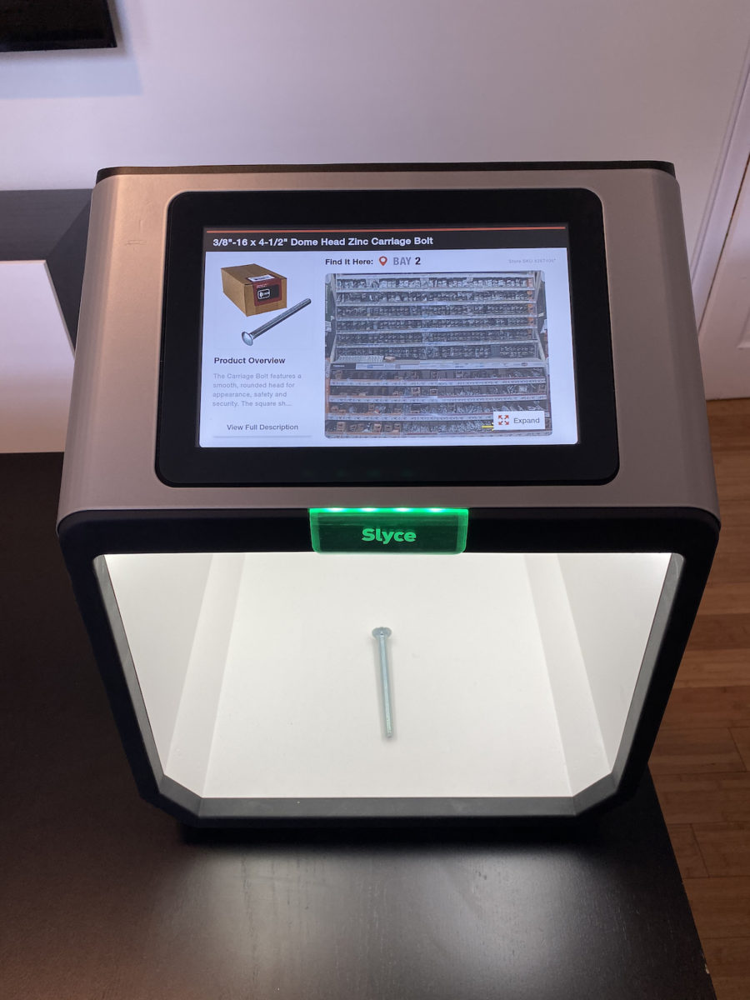 3/8"-16 x 4-1/2" Dome Head Zinc Carriage Bolt
Find It Here: BAY 2
Store SKU
Product Overview
The Carriage Bolt features a
smooth, rounded head for
appearance, safety and
security. The square sh...
View Full Description
Expand
Slyce